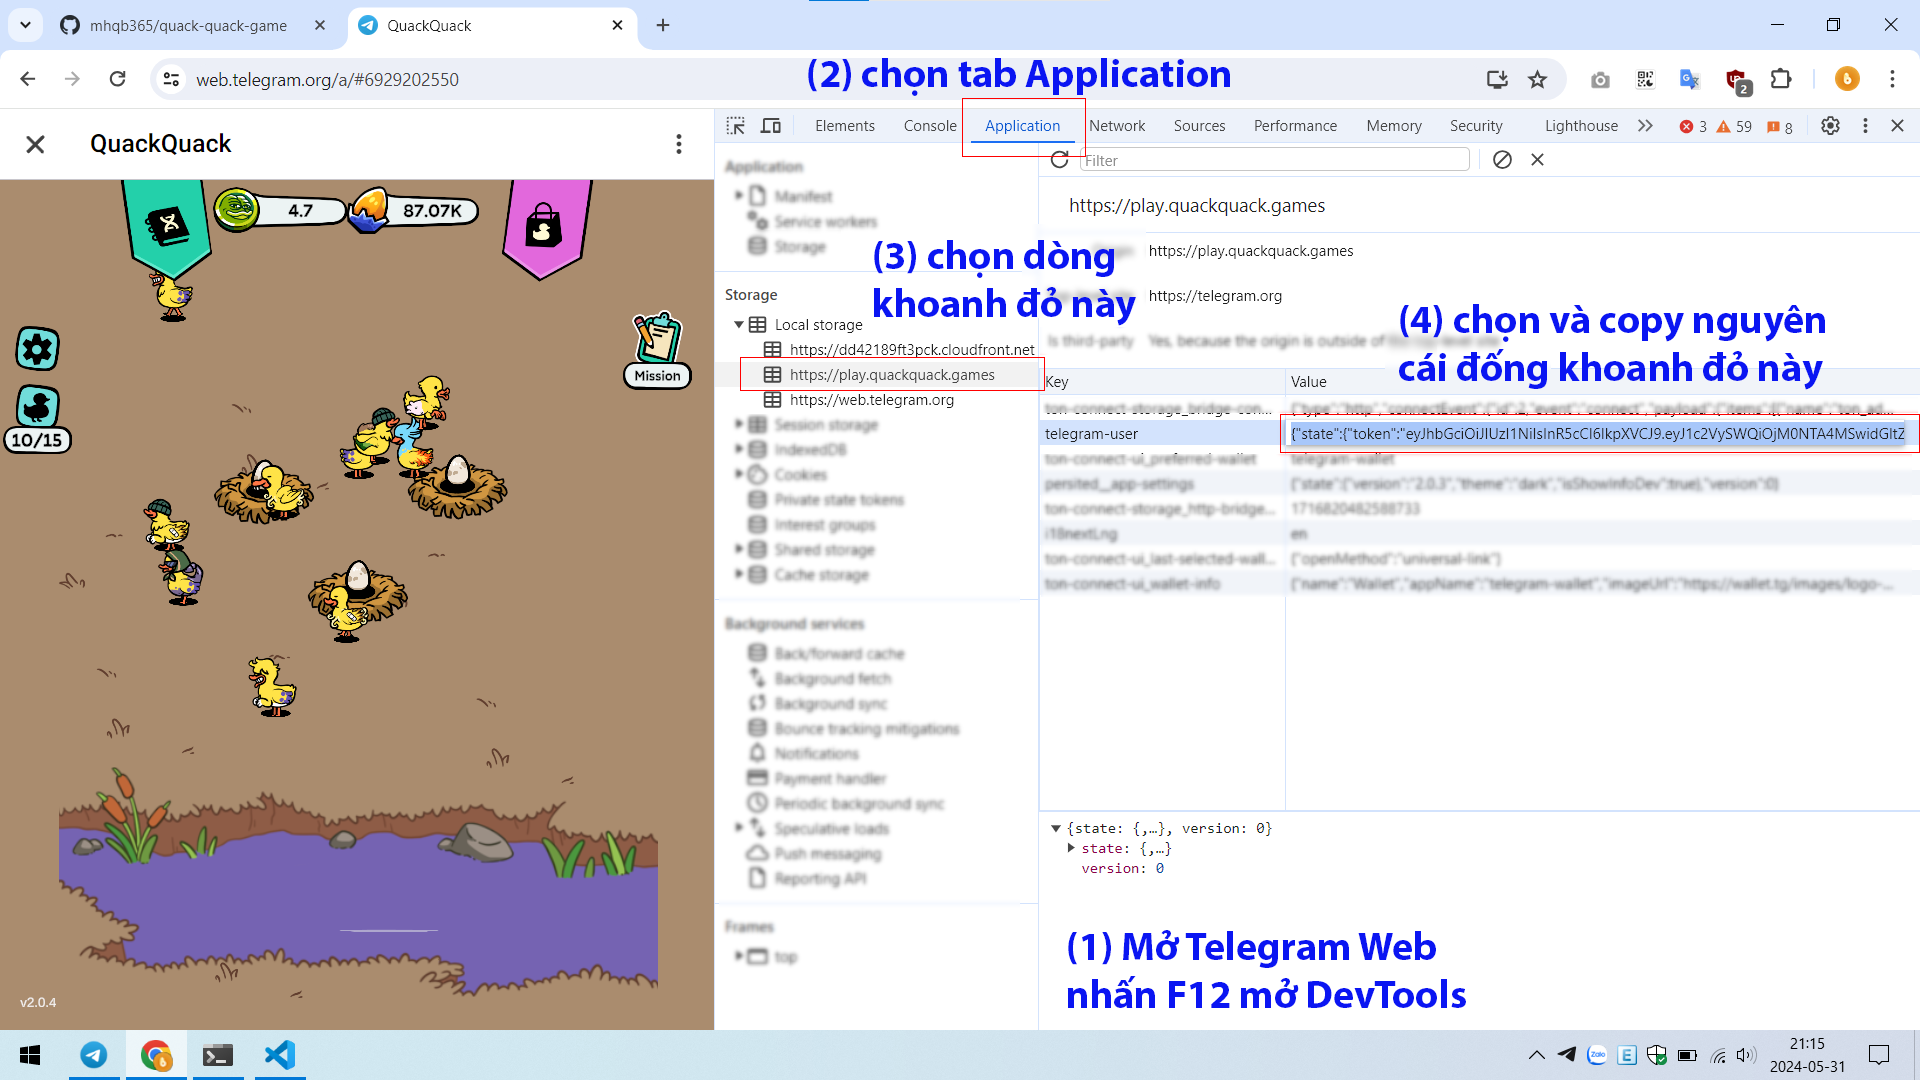 mhqb365/quack-quack-game
QuackQuack
web.telegram.org/a/#6929202550
(2) chọn tab Application
2
QuackQuack
Elements Console Application Network Sources Performance Memory Security Lighthouse 3 59 8
Filter
4.7
87.07K
Mission
10/15
v2.0.4
Application
Manifest
Service workers
Storage
Storage
Local storage
https://dd42189ft3pck.cloudfront.net
https://play.quackquack.games
https://web.telegram.org
Session storage
IndexedDB
Cookies
Private state tokens
Interest groups
Shared storage
Cache storage
Background services
Back/forward cache
Background fetch
Background sync
Bounce tracking mitigations
Notifications
Payment handler
Periodic background sync
Speculative loads
Push messaging
Reporting API
Frames
top
(3) chọn dòng
khoanh đỏ này
https://play.quackquack.games
https://play.quackquack.games
https://telegram.org
Is third-party Yes, because the origin is outside of
(4) chọn và copy nguyên
cái đống khoanh đỏ này
Key Value
ton-connect-storage_bridge-con... {"type":"http","connectEvent":{"id":2,"event":"connect","payload":{"items":[{"name":"ton_ad...
telegram-user {"state":{"token":"eyJhbGciOiJIUzI1NiIsInR5cCI6IkpXVCJ9.eyJ1c2VySWQiOjM0NTA4MSwidGltZ
ton-connect-ui_preferred-wallet telegram-wallet
persited__app-settings {"state":{"version":"2.0.3","theme":"dark","isShowInfoDev":true},"version":0}
ton-connect-storage_http-bridge... 1716820482588733
i18nextLng en
ton-connect-ui_last-selected-wall... {"openMethod":"universal-link"}
ton-connect-ui_wallet-info {"name":"Wallet","appName":"telegram-wallet","imageUrl":"https://wallet.tg/images/logo-...
{state: {,…}, version: 0}
state: {,…}
version: 0
(1) Mở Telegram Web
nhấn F12 mở DevTools
21:15
2024-05-31